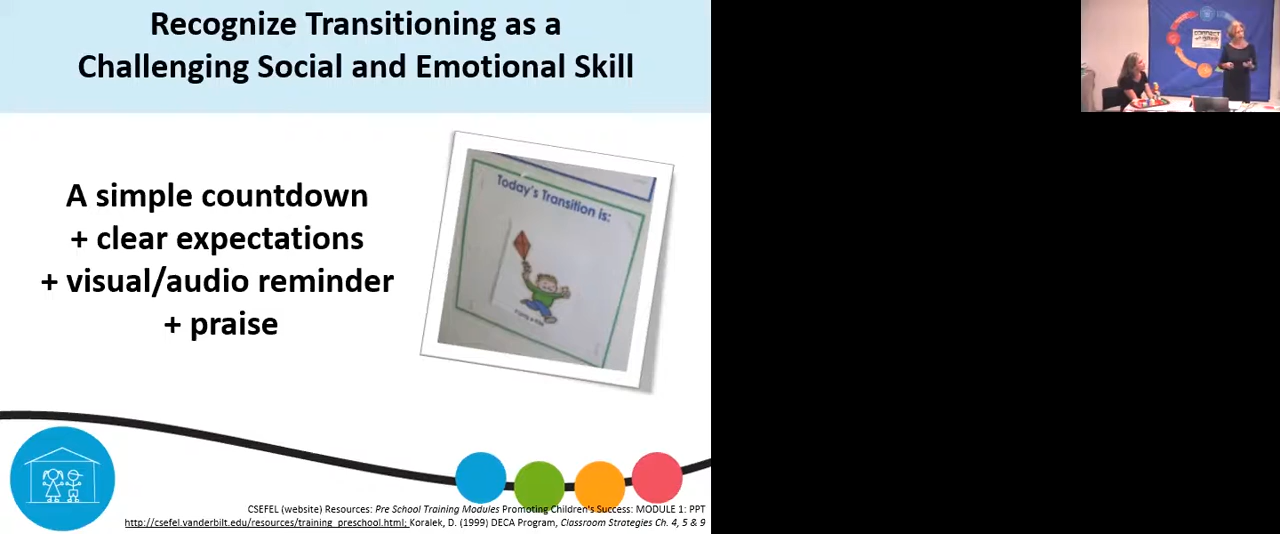 Recognize Transitioning as a
Challenging Social and Emotional Skill
A simple countdown
+ clear expectations
+ visual/audio reminder
+ praise
Today's Transition is:
CSEFEL (website) Resources: Pre School Training Modules Promoting Children's Success: MODULE 1: PPT
http://csefel.vanderbilt.edu/resources/training_preschool.html; Koralek, D. (1999) DECA Program, Classroom Strategies Ch. 4, 5 & 9
CONNECT